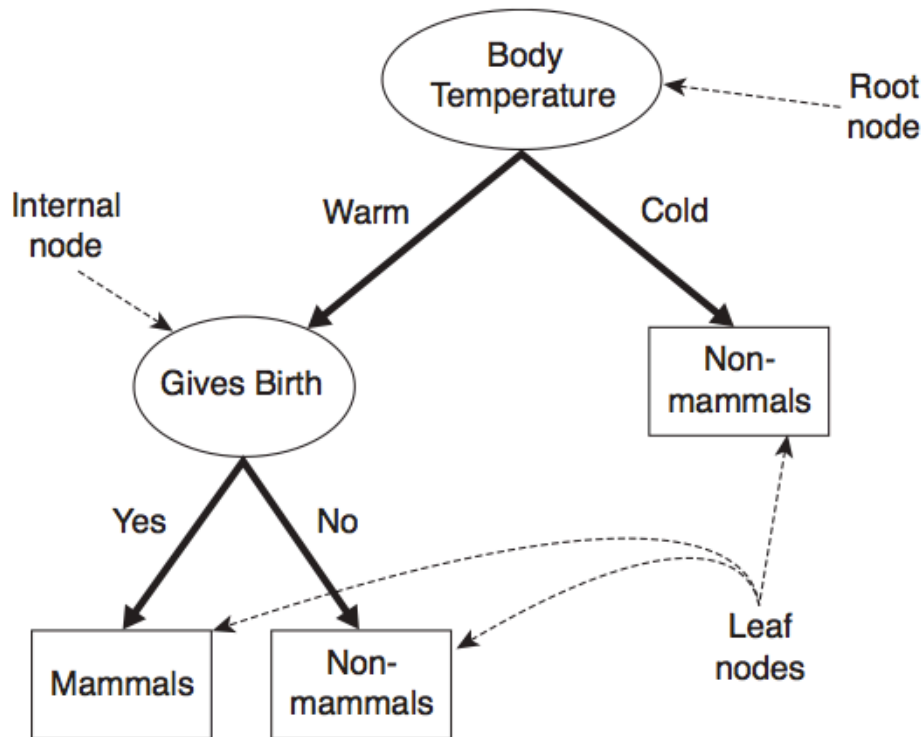 Body
Temperature
Root
node
Internal
node
Warm
Cold
Gives Birth
Non-
mammals
Yes
No
Mammals
Non-
mammals
Leaf
nodes